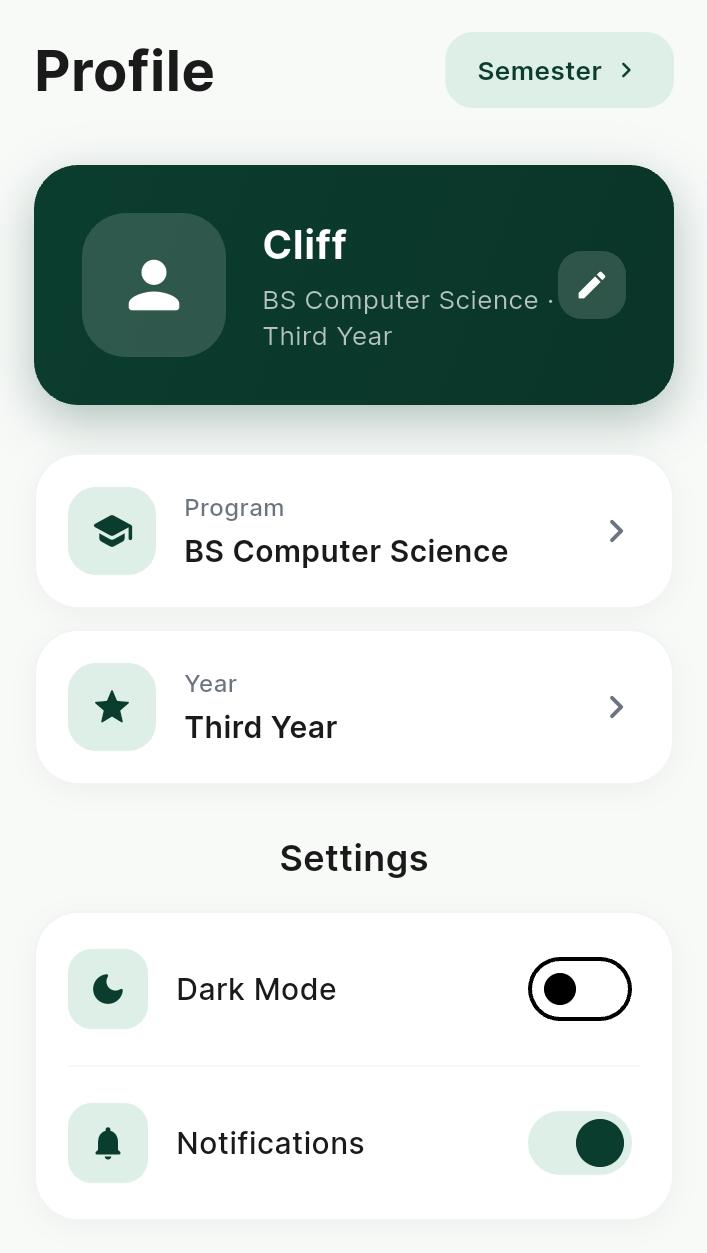 Profile
Semester
Cliff
BS Computer Science ·
Third Year
Program
BS Computer Science
Year
Third Year
Settings
Dark Mode
Notifications